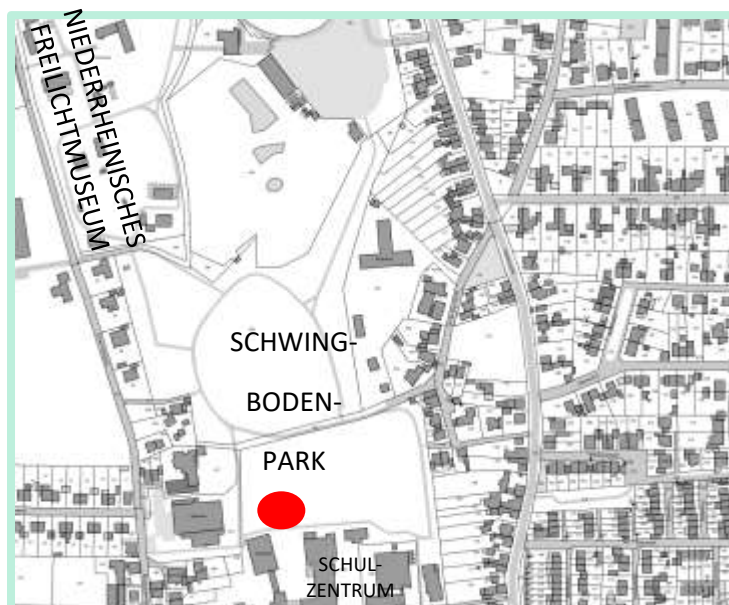 NIEDERRHEINISCHES
FREILICHTMUSEUM
SCHWING-
BODEN-
PARK
SCHUL-
ZENTRUM